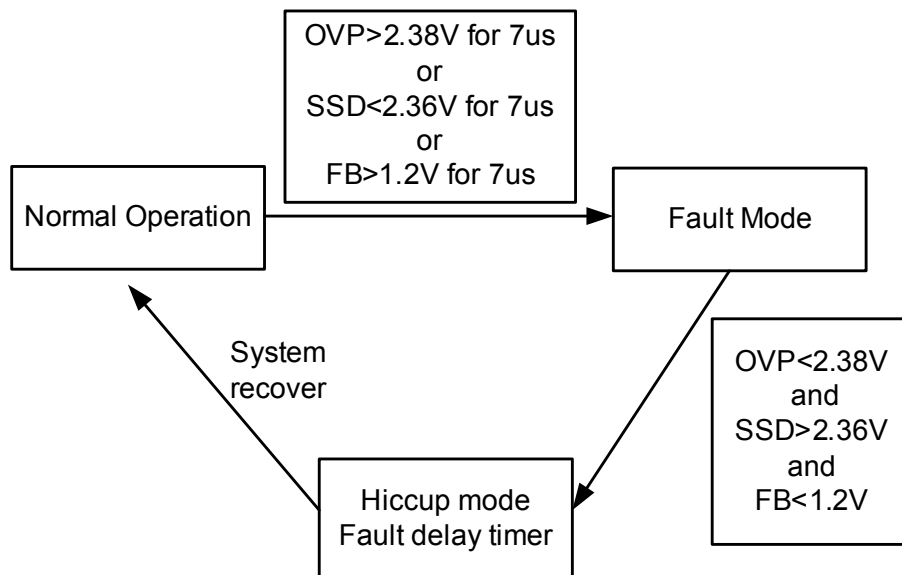 OVP>2.38V for 7us
or
SSD<2.36V for 7us
or
FB>1.2V for 7us
Normal Operation
Fault Mode
System
recover
OVP<2.38V
and
SSD>2.36V
and
FB<1.2V
Hiccup mode
Fault delay timer